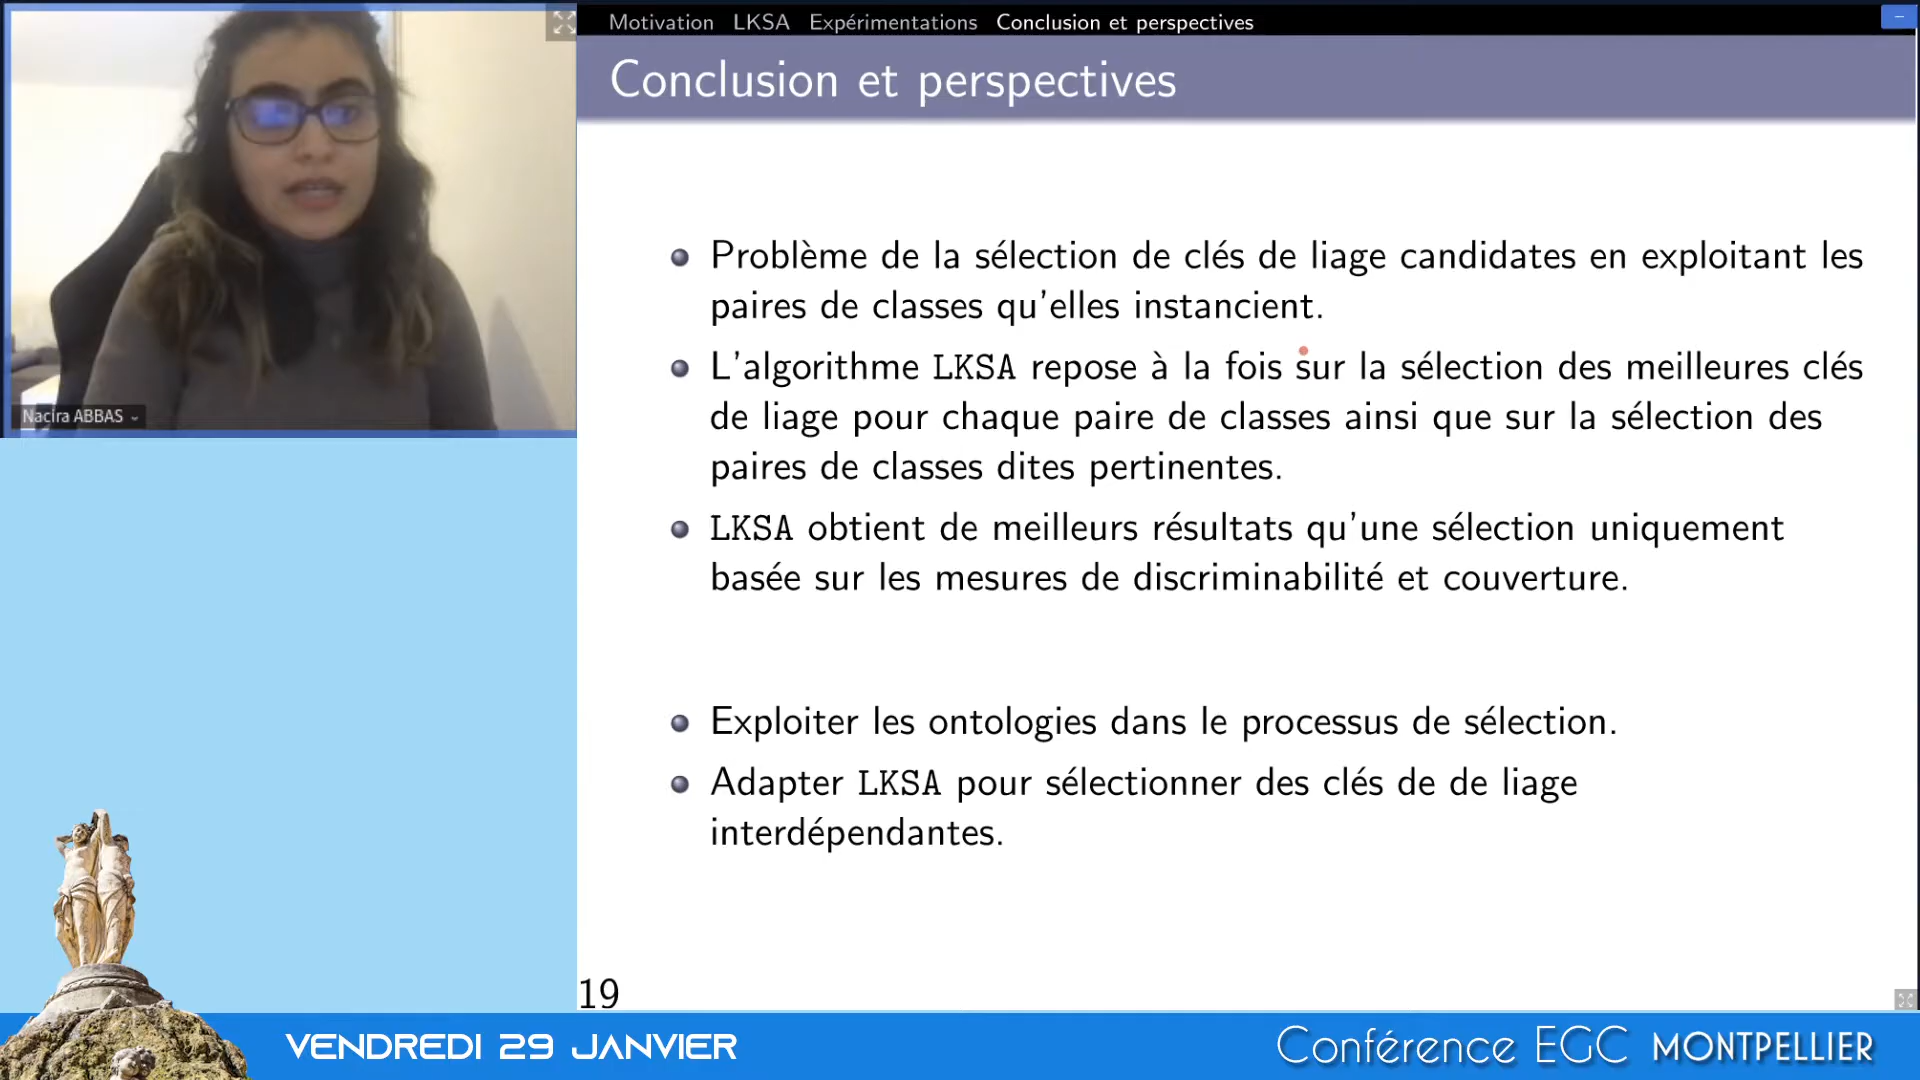 Motivation LKSA Expérimentations Conclusion et perspectives
Conclusion et perspectives
Problème de la sélection de clés de liage candidates en exploitant les
paires de classes qu'elles instancient.
L'algorithme LKSA repose à la fois sur la sélection des meilleures clés
de liage pour chaque paire de classes ainsi que sur la sélection des
paires de classes dites pertinentes.
LKSA obtient de meilleurs résultats qu'une sélection uniquement
basée sur les mesures de discriminabilité et couverture.
Exploiter les ontologies dans le processus de sélection.
Adapter LKSA pour sélectionner des clés de de liage
interdépendantes.
19
Nacira ABBAS
VENDREDI 29 JANVIER
Conférence EGC MONTPELLIER